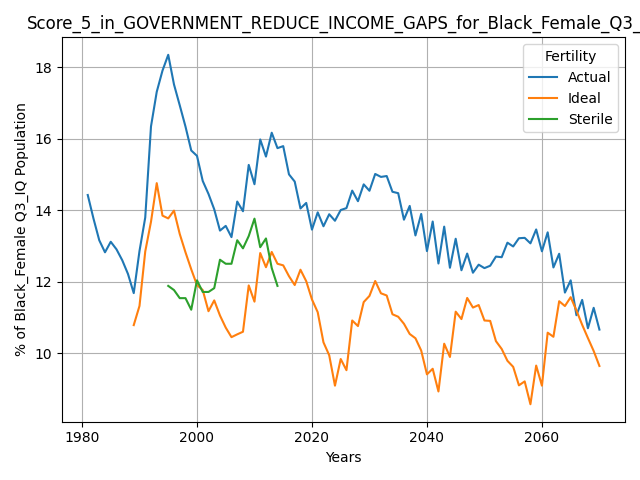 Score_5_in_GOVERNMENT_REDUCE_INCOME_GAPS_for_Black_Female_Q3_
Fertility
Actual
Ideal
Sterile
% of Black_Female Q3_IQ Population
18
16
14
12
10
1980
2000
2020
2040
2060
Years